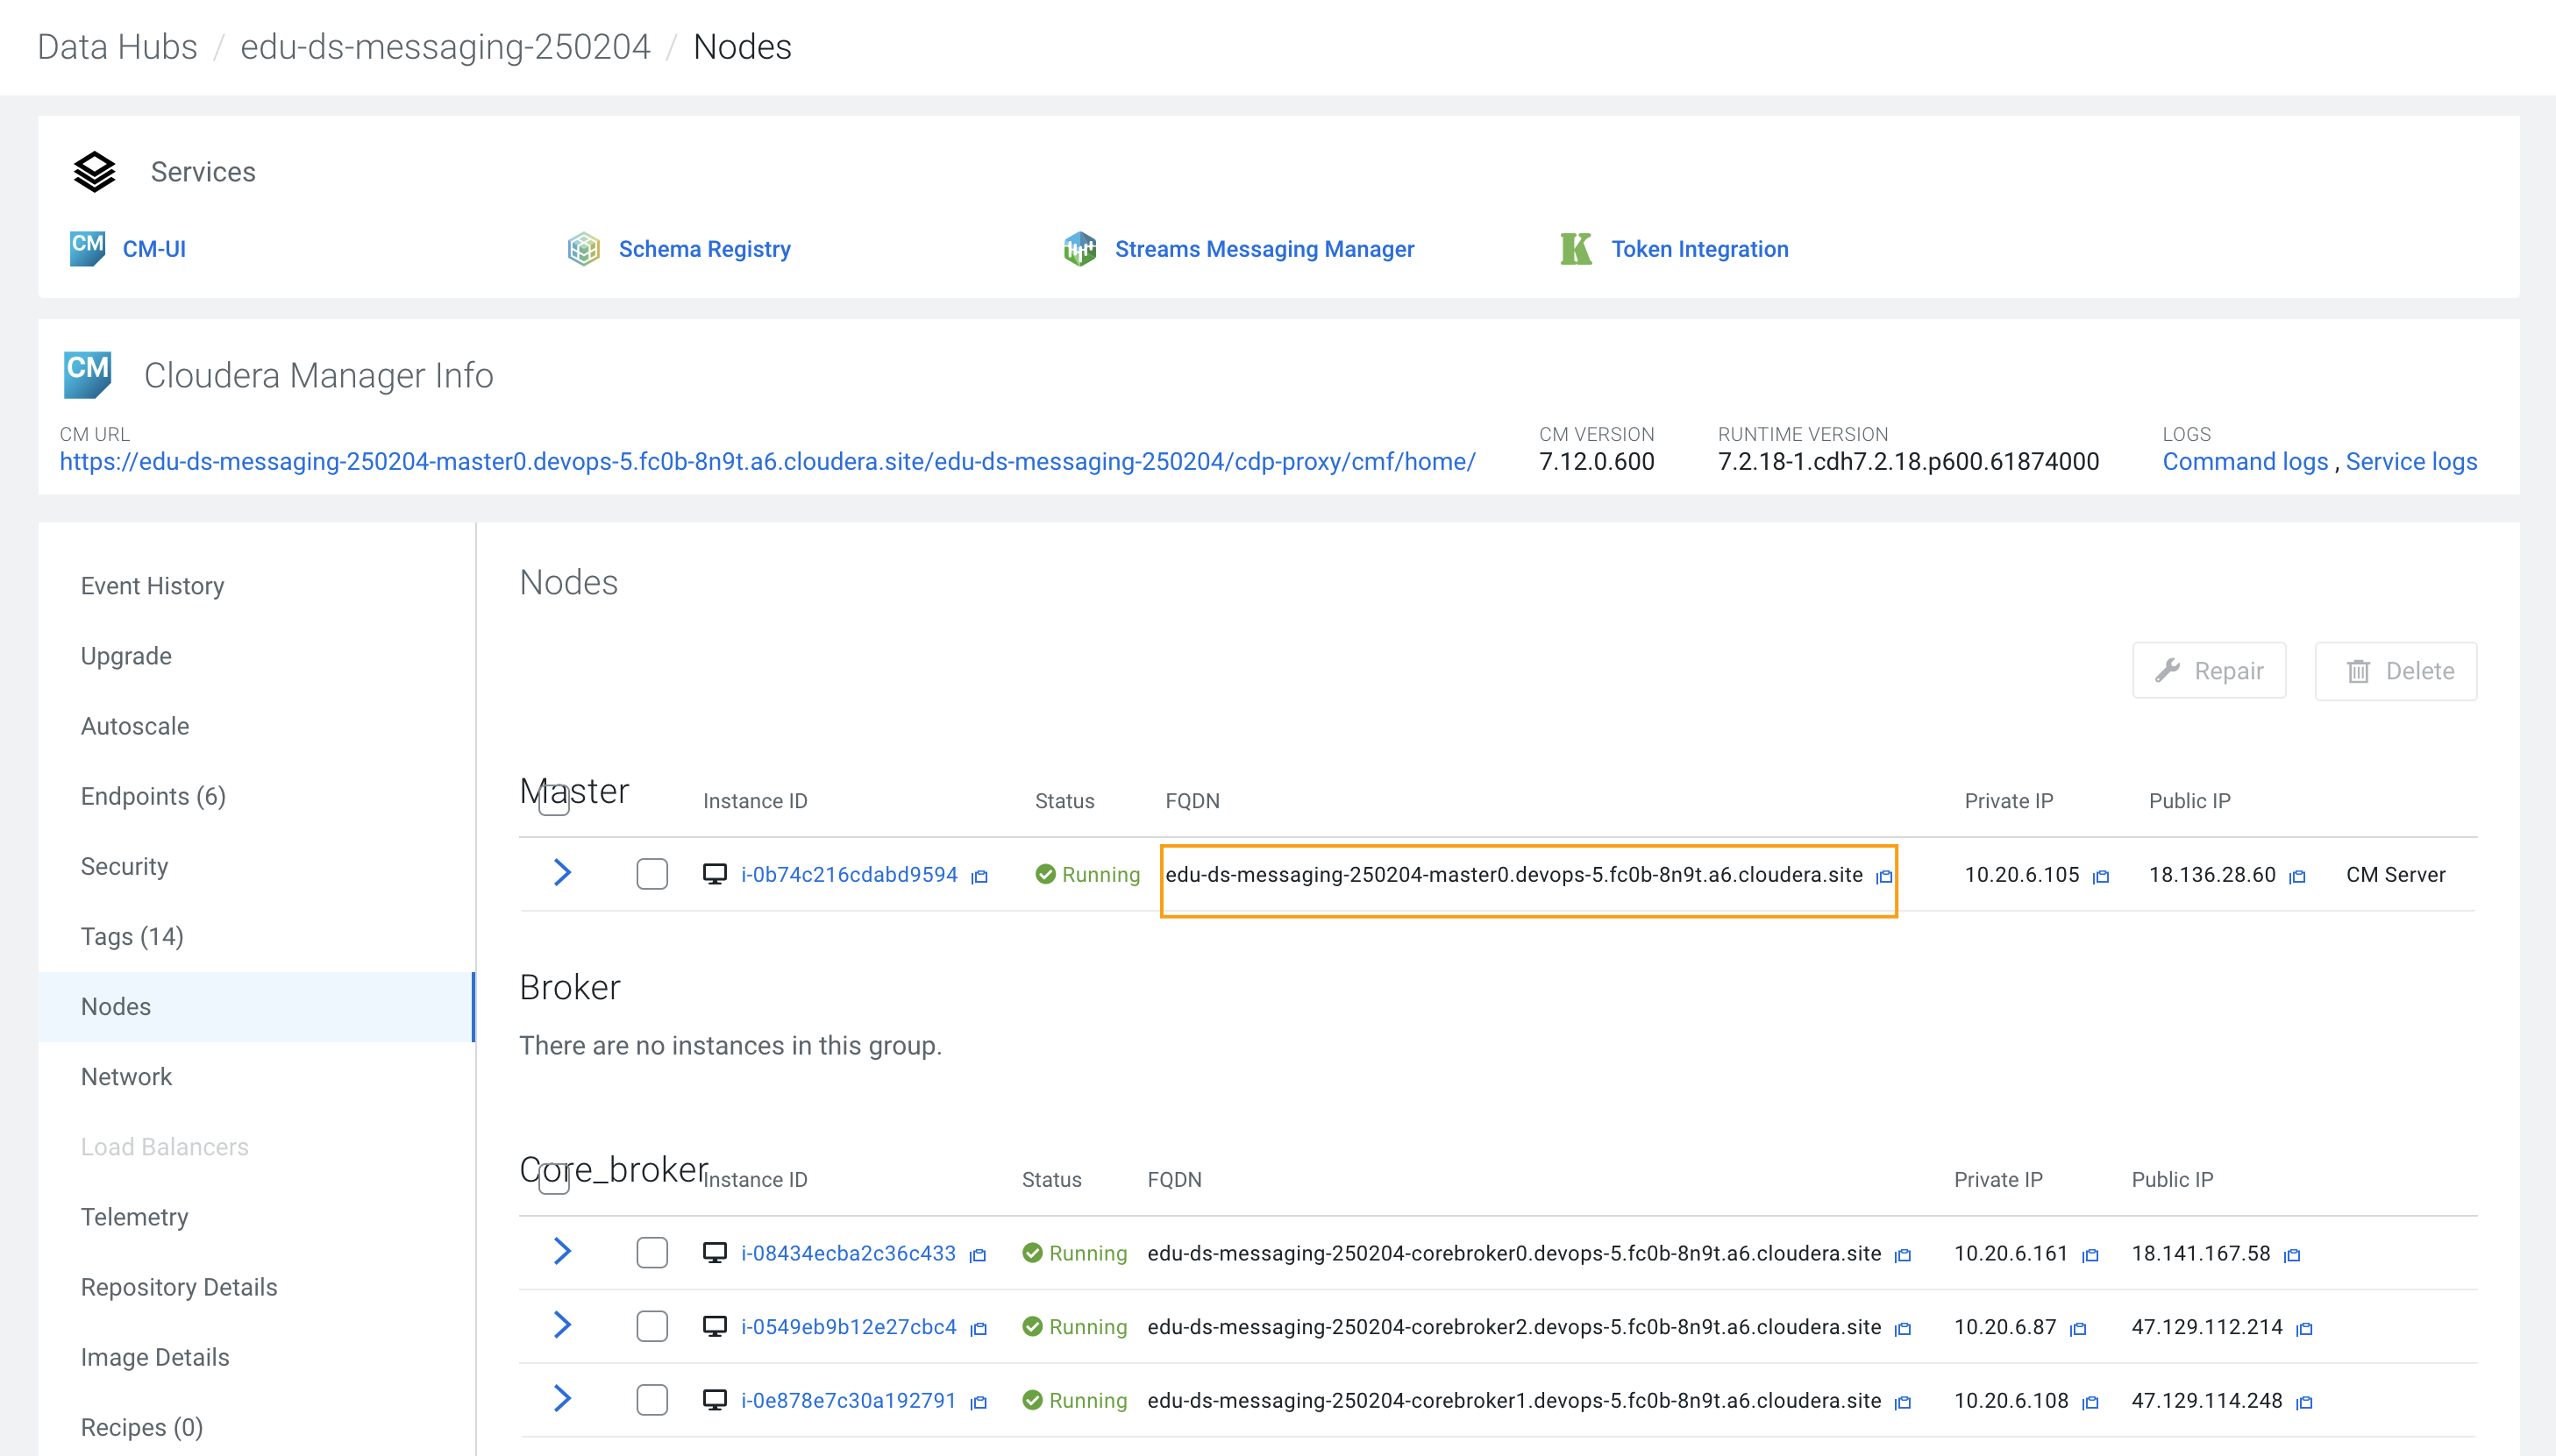 Data Hubs / edu-ds-messaging-250204 / Nodes
Services
CM CM-UI
Schema Registry
Streams Messaging Manager
K Token Integration
CM Cloudera Manager Info
CM URL
https://edu-ds-messaging-250204-master0.devops-5.fc0b-8n9t.a6.cloudera.site/edu-ds-messaging-250204/cdp-proxy/cmf/home/
CM VERSION
7.12.0.600
RUNTIME VERSION
7.2.18-1.cdh7.2.18.p600.61874000
LOGS
Command logs , Service logs
Event History
Upgrade
Autoscale
Endpoints (6)
Security
Tags (14)
Nodes
Network
Load Balancers
Telemetry
Repository Details
Image Details
Recipes (0)
Nodes
Repair
Delete
Master Instance ID Status FQDN Private IP Public IP
i-0b74c216cdabd9594 Running edu-ds-messaging-250204-master0.devops-5.fc0b-8n9t.a6.cloudera.site 10.20.6.105 18.136.28.60 CM Server
Broker
There are no instances in this group.
Core_broker Instance ID Status FQDN Private IP Public IP
i-08434ecba2c36c433 Running edu-ds-messaging-250204-corebroker0.devops-5.fc0b-8n9t.a6.cloudera.site 10.20.6.161 18.141.167.58
i-0549eb9b12e27cbc4 Running edu-ds-messaging-250204-corebroker2.devops-5.fc0b-8n9t.a6.cloudera.site 10.20.6.87 47.129.112.214
i-0e878e7c30a192791 Running edu-ds-messaging-250204-corebroker1.devops-5.fc0b-8n9t.a6.cloudera.site 10.20.6.108 47.129.114.248